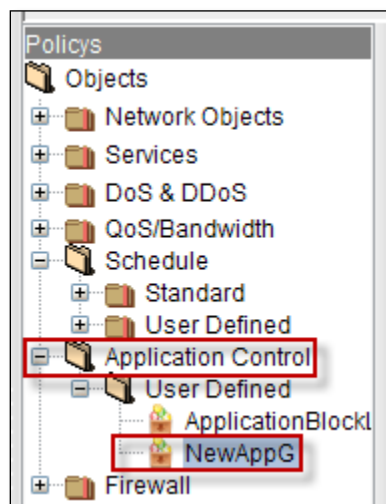 Policys
Objects
Network Objects
Services
DoS & DDoS
QoS/Bandwidth
Schedule
Standard
User Defined
Application Control
User Defined
ApplicationBlockL
NewAppG
Firewall